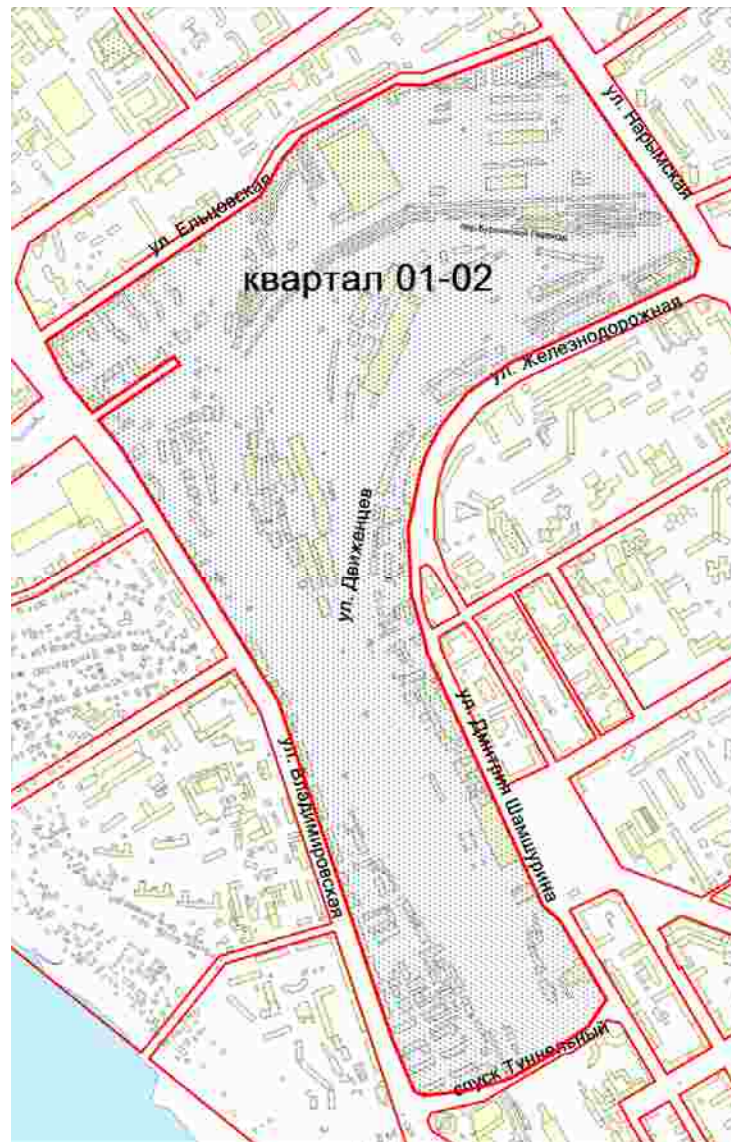 ул. Нарымская
ул. Ельцовская
квартал 01-02
ул. Железнодорожная
ул. Движенцев
ул. Дмитрия Шамшурина
ул. Владимировская
спуск Туннельный